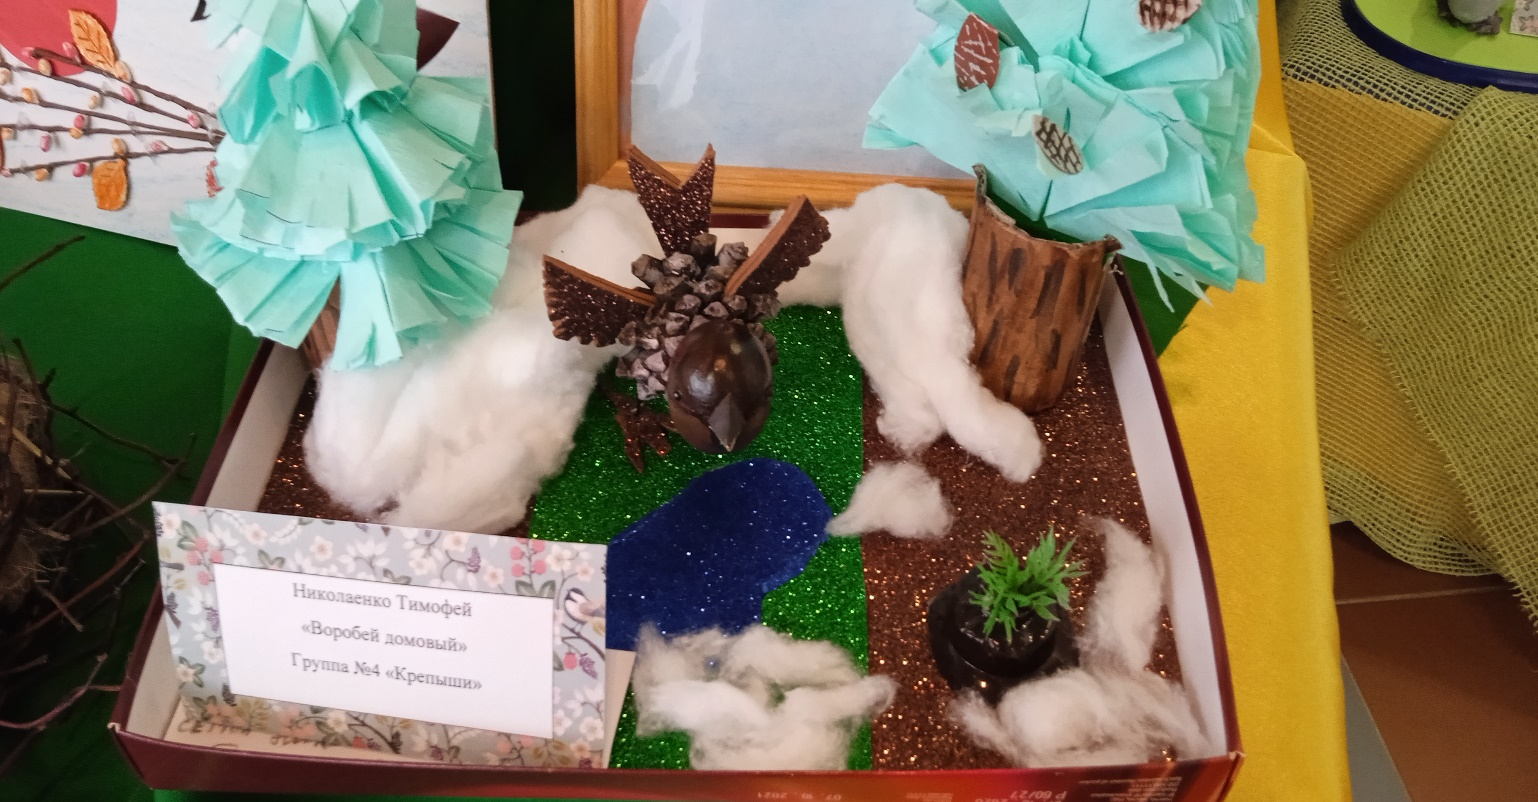 Николаенко Тимофей
«Воробей домовый»
Группа №4 «Крепыши»